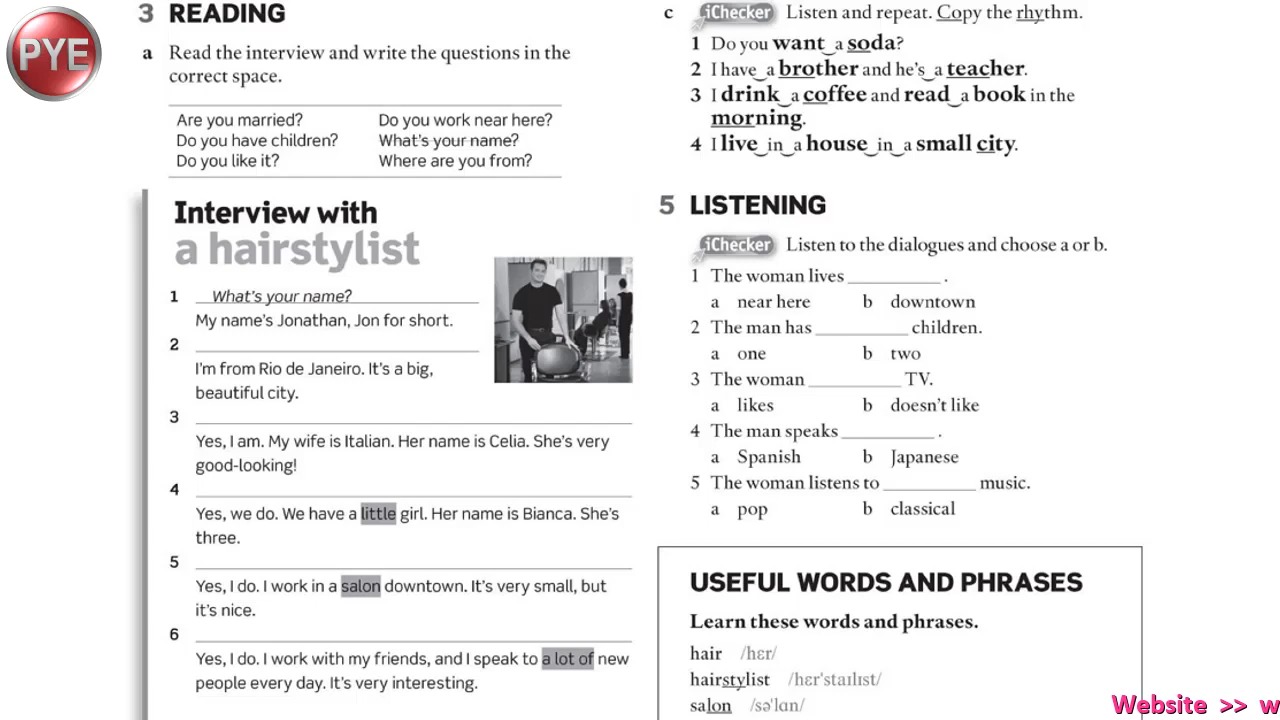 PYE
3 READING
a Read the interview and write the questions in the
correct space.
Are you married? Do you work near here?
Do you have children? What's your name?
Do you like it? Where are you from?
Interview with
a hairstylist
1 What's your name?
My name's Jonathan, Jon for short.
2
I'm from Rio de Janeiro. It's a big,
beautiful city.
3
Yes, I am. My wife is Italian. Her name is Celia. She's very
good-looking!
4
Yes, we do. We have a little girl. Her name is Bianca. She's
three.
5
Yes, I do. I work in a salon downtown. It's very small, but
it's nice.
6
Yes, I do. I work with my friends, and I speak to a lot of new
people every day. It's very interesting.
c iChecker Listen and repeat. Copy the rhythm.
1 Do you want a soda?
2 I have a brother and he's a teacher.
3 I drink a coffee and read a book in the
morning.
4 I live in a house in a small city.
5 LISTENING
iChecker Listen to the dialogues and choose a or b.
1 The woman lives __________ .
a near here b downtown
2 The man has __________ children.
a one b two
3 The woman __________ TV.
a likes b doesn't like
4 The man speaks __________ .
a Spanish b Japanese
5 The woman listens to __________ music.
a pop b classical
USEFUL WORDS AND PHRASES
Learn these words and phrases.
hair /hɛr/
hairstylist /hɛr'staɪlɪst/
salon /sə'lɑn/
Website >> w